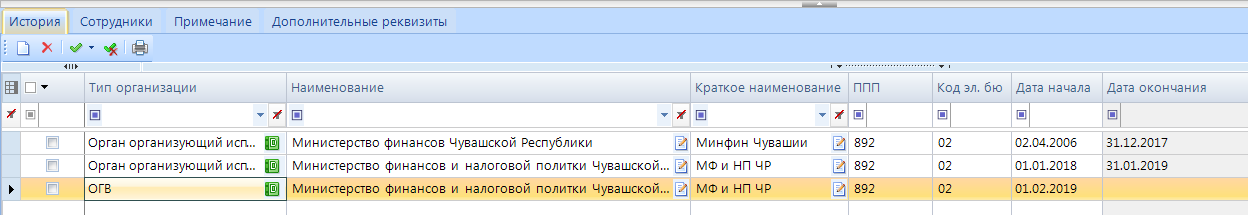 История Сотрудники Примечание Дополнительные реквизиты
Тип организации Наименование Краткое наименование ППП Код эл. бю Дата начала Дата окончания
Орган организующий исп... Министерство финансов Чувашской Республики Минфин Чувашии 892 02 02.04.2006 31.12.2017
Орган организующий исп... Министерство финансов и налоговой политки Чувашской... МФ и НП ЧР 892 02 01.01.2018 31.01.2019
ОГВ Министерство финансов и налоговой политки Чувашской... МФ и НП ЧР 892 02 01.02.2019